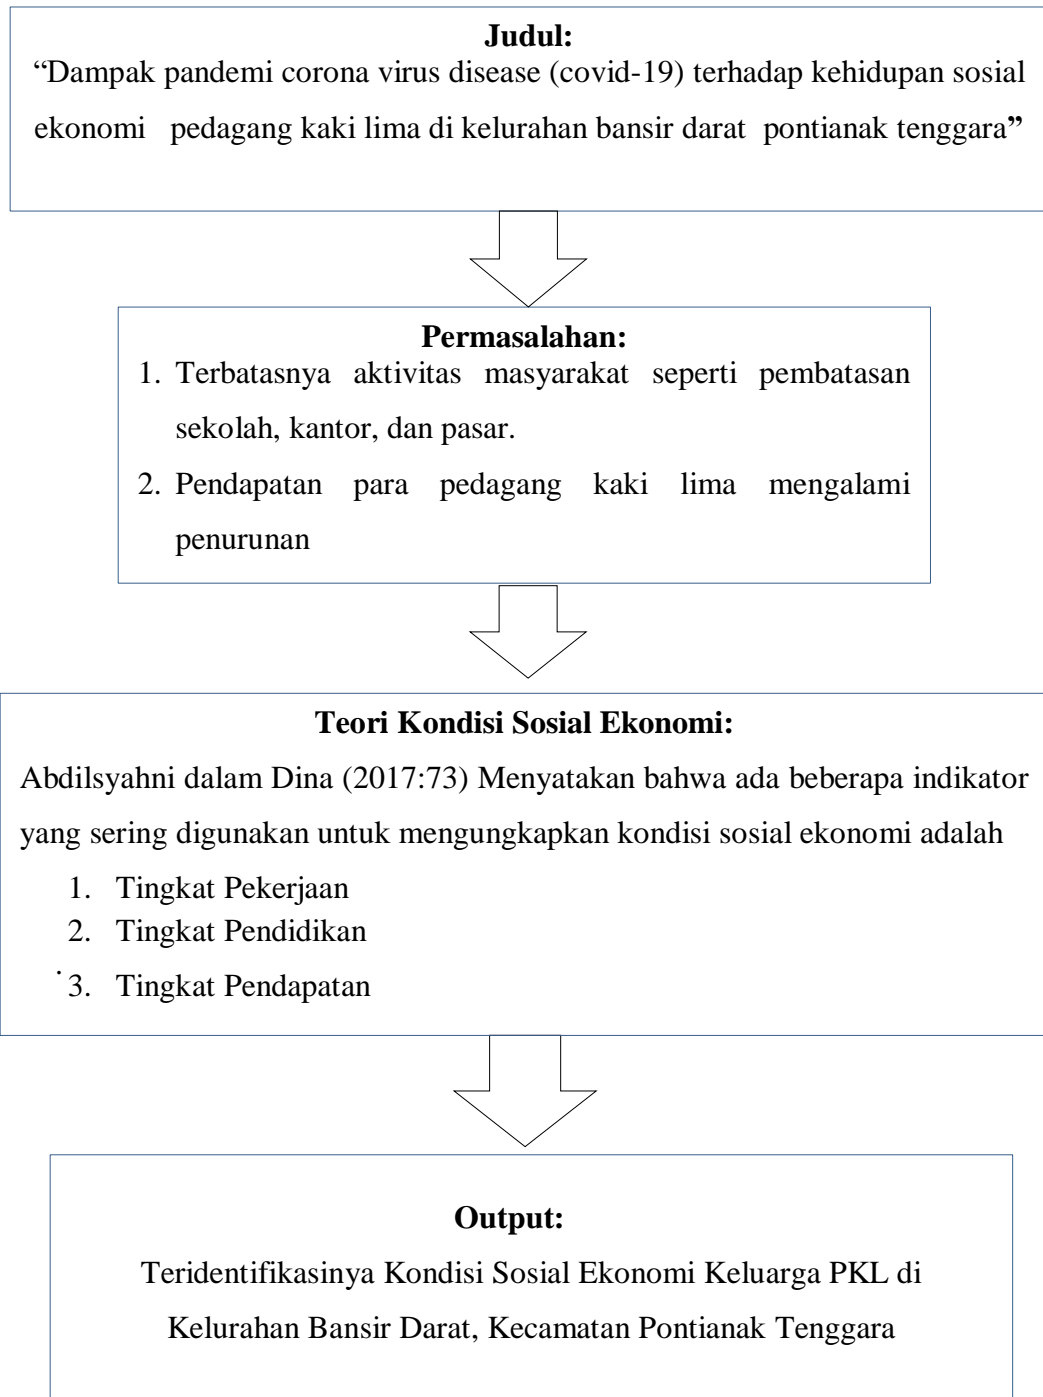 Judul:
“Dampak pandemi corona virus disease (covid-19) terhadap kehidupan sosial
ekonomi pedagang kaki lima di kelurahan bansir darat pontianak tenggara”
Permasalahan:
1. Terbatasnya aktivitas masyarakat seperti pembatasan
sekolah, kantor, dan pasar.
2. Pendapatan para pedagang kaki lima mengalami
penurunan
Teori Kondisi Sosial Ekonomi:
Abdilsyahni dalam Dina (2017:73) Menyatakan bahwa ada beberapa indikator
yang sering digunakan untuk mengungkapkan kondisi sosial ekonomi adalah
1. Tingkat Pekerjaan
2. Tingkat Pendidikan
. 3. Tingkat Pendapatan
Output:
Teridentifikasinya Kondisi Sosial Ekonomi Keluarga PKL di
Kelurahan Bansir Darat, Kecamatan Pontianak Tenggara